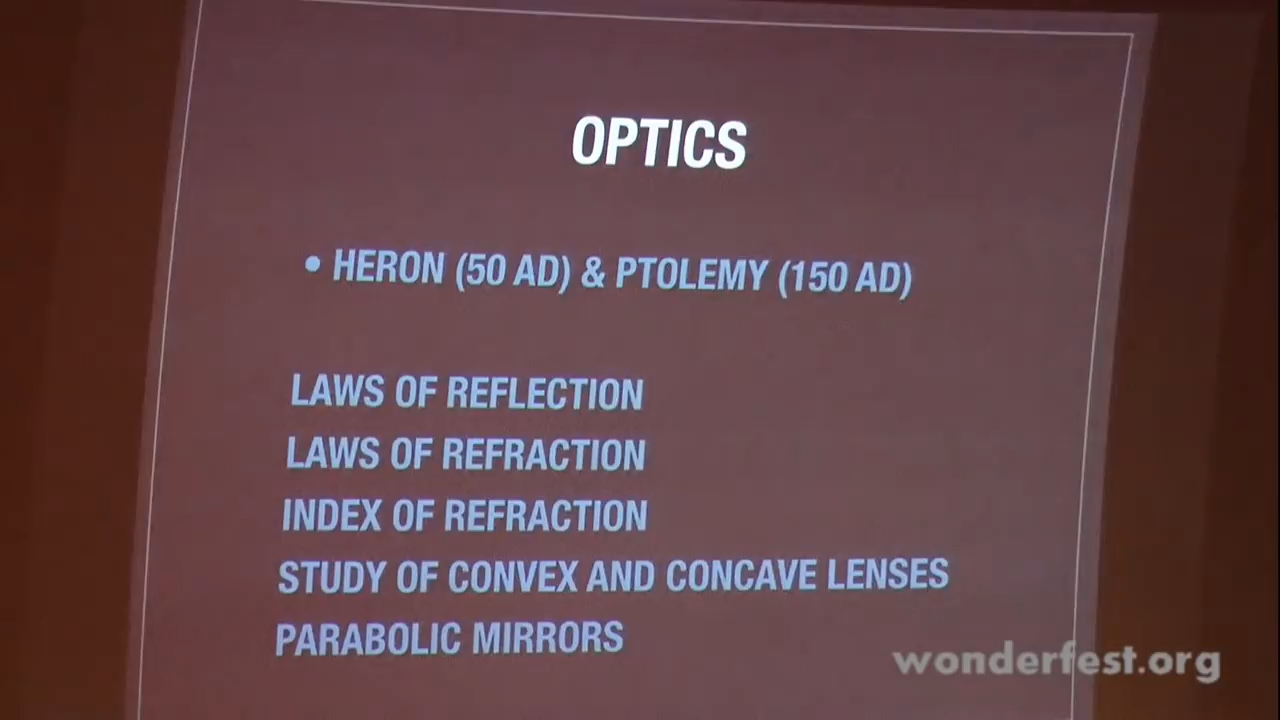 OPTICS
• HERON (50 AD) & PTOLEMY (150 AD)
LAWS OF REFLECTION
LAWS OF REFRACTION
INDEX OF REFRACTION
STUDY OF CONVEX AND CONCAVE LENSES
PARABOLIC MIRRORS
wonderfest.org